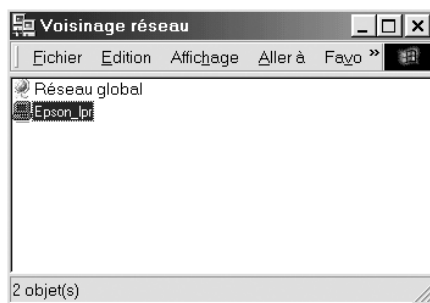 Voisinage réseau
Fichier Edition Affichage Aller à Favo »
Réseau global
Epson_lpr
2 objet(s)